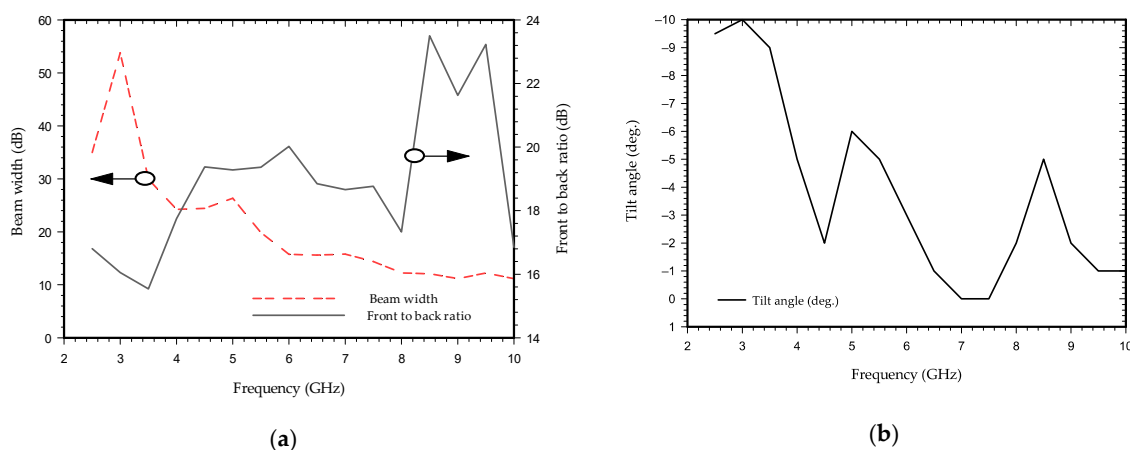 60
50
40
30
20
10
0
Beam width (dB)
24
22
20
18
16
14
Front to back ratio (dB)
Beam width
Front to back ratio
2 3 4 5 6 7 8 9 10
Frequency (GHz)
(a)
–10
–9
–8
–7
–6
–5
–4
–3
–2
–1
0
1
Tilt angle (deg.)
Tilt angle (deg.)
2 3 4 5 6 7 8 9 10
Frequency (GHz)
(b)